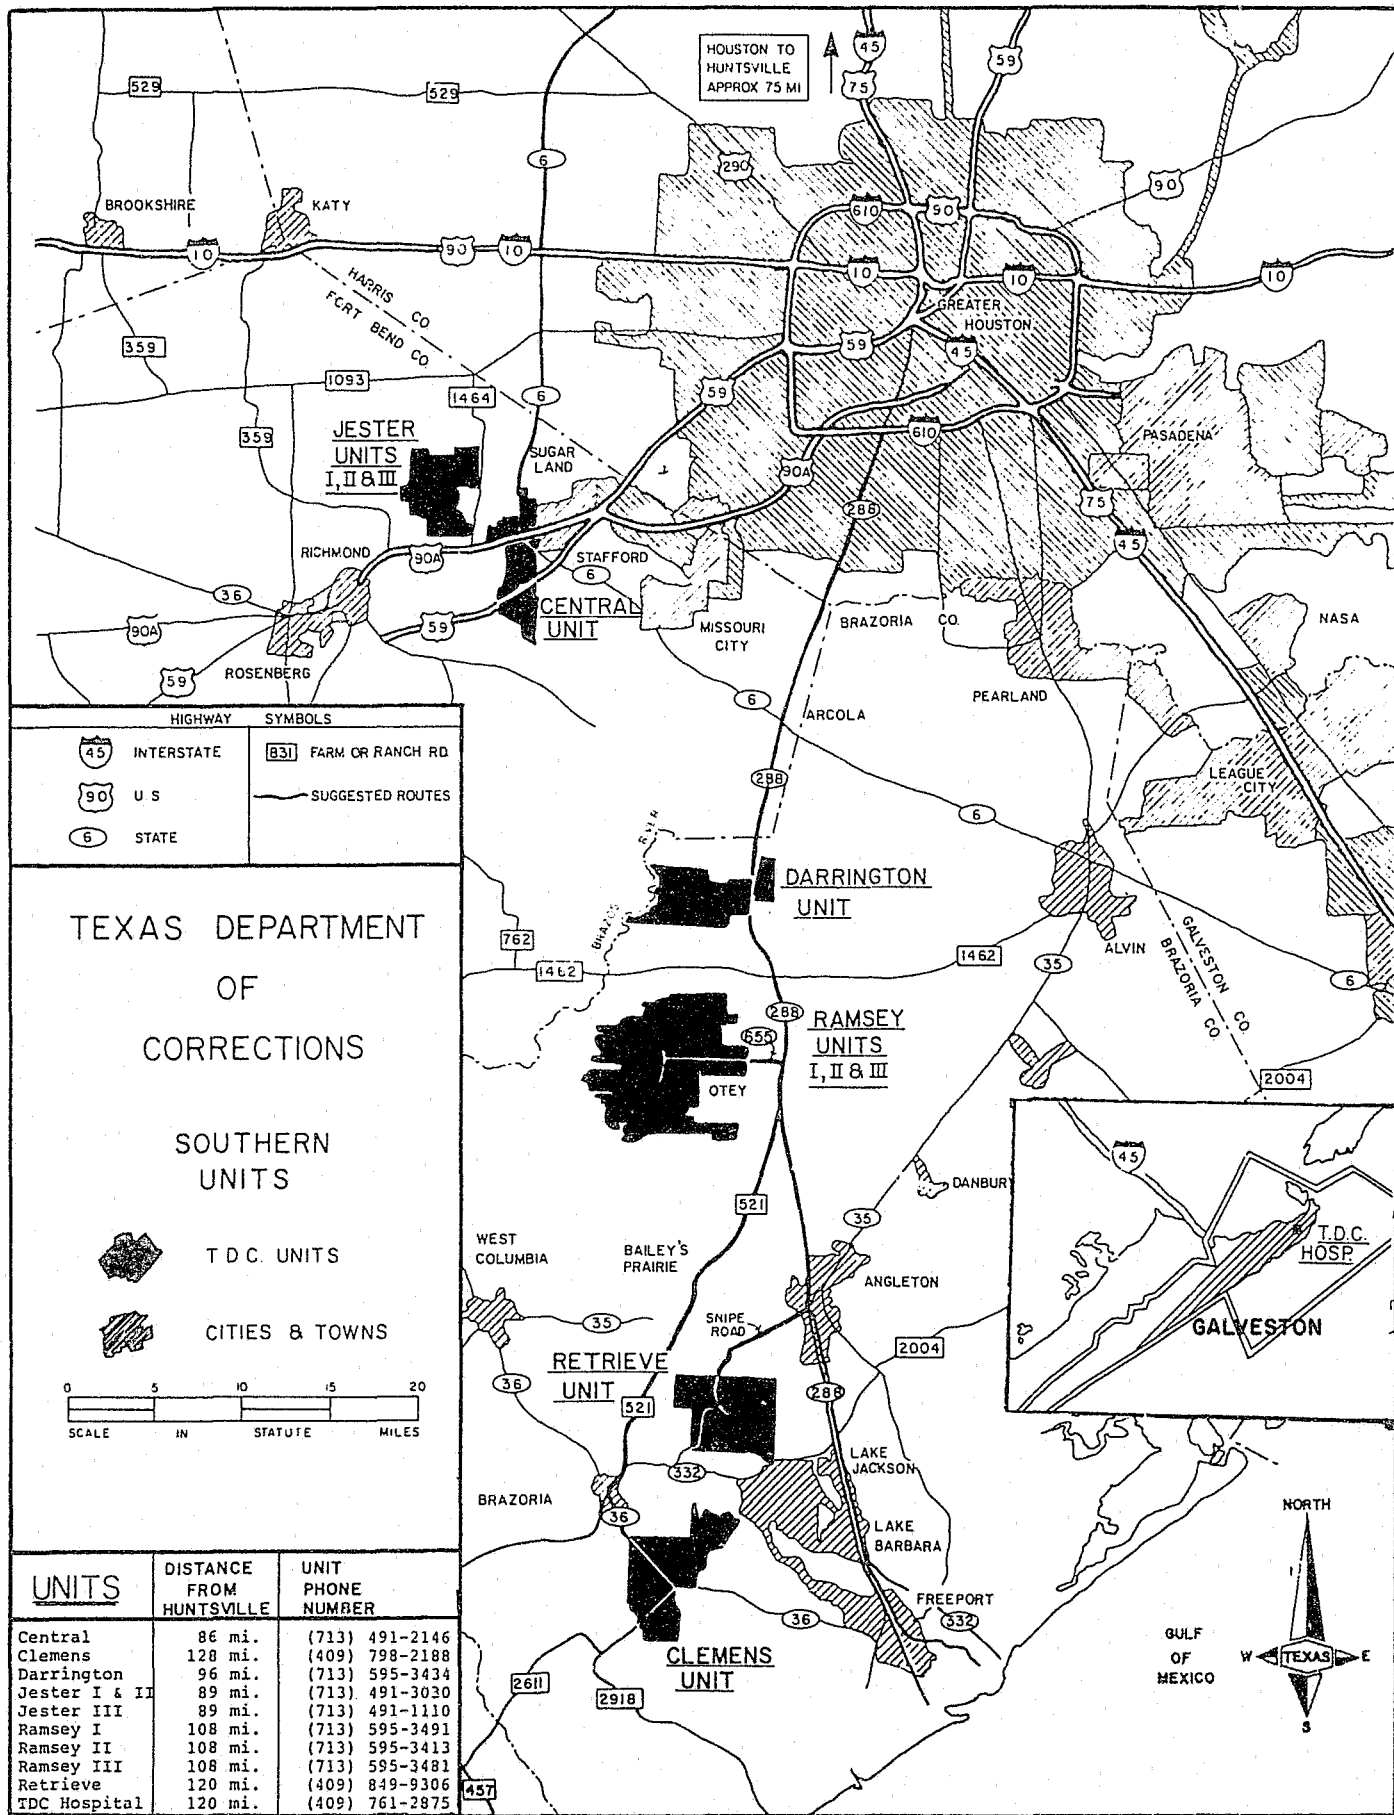 HOUSTON TO
HUNTSVILLE
APPROX 75 MI
45
75
59
529
529
6
290
90
BROOKSHIRE
KATY
610
90
10
90
10
10
10
10
HARRIS CO.
FORT BEND CO.
GREATER
HOUSTON
359
59
45
1093
1464
6
59
359
JESTER
UNITS
I, II & III
SUGAR
LAND
610
PASADENA
90A
75
288
45
RICHMOND
90A
STAFFORD
6
36
CENTRAL
UNIT
90A
59
MISSOURI
CITY
BRAZORIA CO.
NASA
59
ROSENBERG
PEARLAND
6
ARCOLA
HIGHWAY SYMBOLS
45 INTERSTATE
831 FARM OR RANCH RD.
90 U.S
SUGGESTED ROUTES
6 STATE
288
LEAGUE
CITY
6
RIVER
BRAZOS
DARRINGTON
UNIT
TEXAS DEPARTMENT
OF
CORRECTIONS
762
1462
1462
35
ALVIN
GALVESTON CO.
BRAZORIA CO.
6
288
655
RAMSEY
UNITS
I, II & III
OTEY
2004
SOUTHERN
UNITS
45
DANBURY
521
35
T.D.C.
HOSP.
GALVESTON
T D C. UNITS
CITIES & TOWNS
WEST
COLUMBIA
BAILEY'S
PRAIRIE
ANGLETON
35
SNIPE
ROAD
2004
RETRIEVE
UNIT
36
288
521
0 5 10 15 20
SCALE IN STATUTE MILES
332
LAKE
JACKSON
BRAZORIA
36
LAKE
BARBARA
NORTH
FREEPORT
36
332
CLEMENS
UNIT
GULF
OF
MEXICO
W TEXAS E
S
2611
2918
457
UNITS
DISTANCE
FROM
HUNTSVILLE
UNIT
PHONE
NUMBER
Central 86 mi. (713) 491-2146
Clemens 128 mi. (409) 798-2188
Darrington 96 mi. (713) 595-3434
Jester I & II 89 mi. (713) 491-3030
Jester III 89 mi. (713) 491-1110
Ramsey I 108 mi. (713) 595-3491
Ramsey II 108 mi. (713) 595-3413
Ramsey III 108 mi. (713) 595-3481
Retrieve 120 mi. (409) 849-9306
TDC Hospital 120 mi. (409) 761-2875